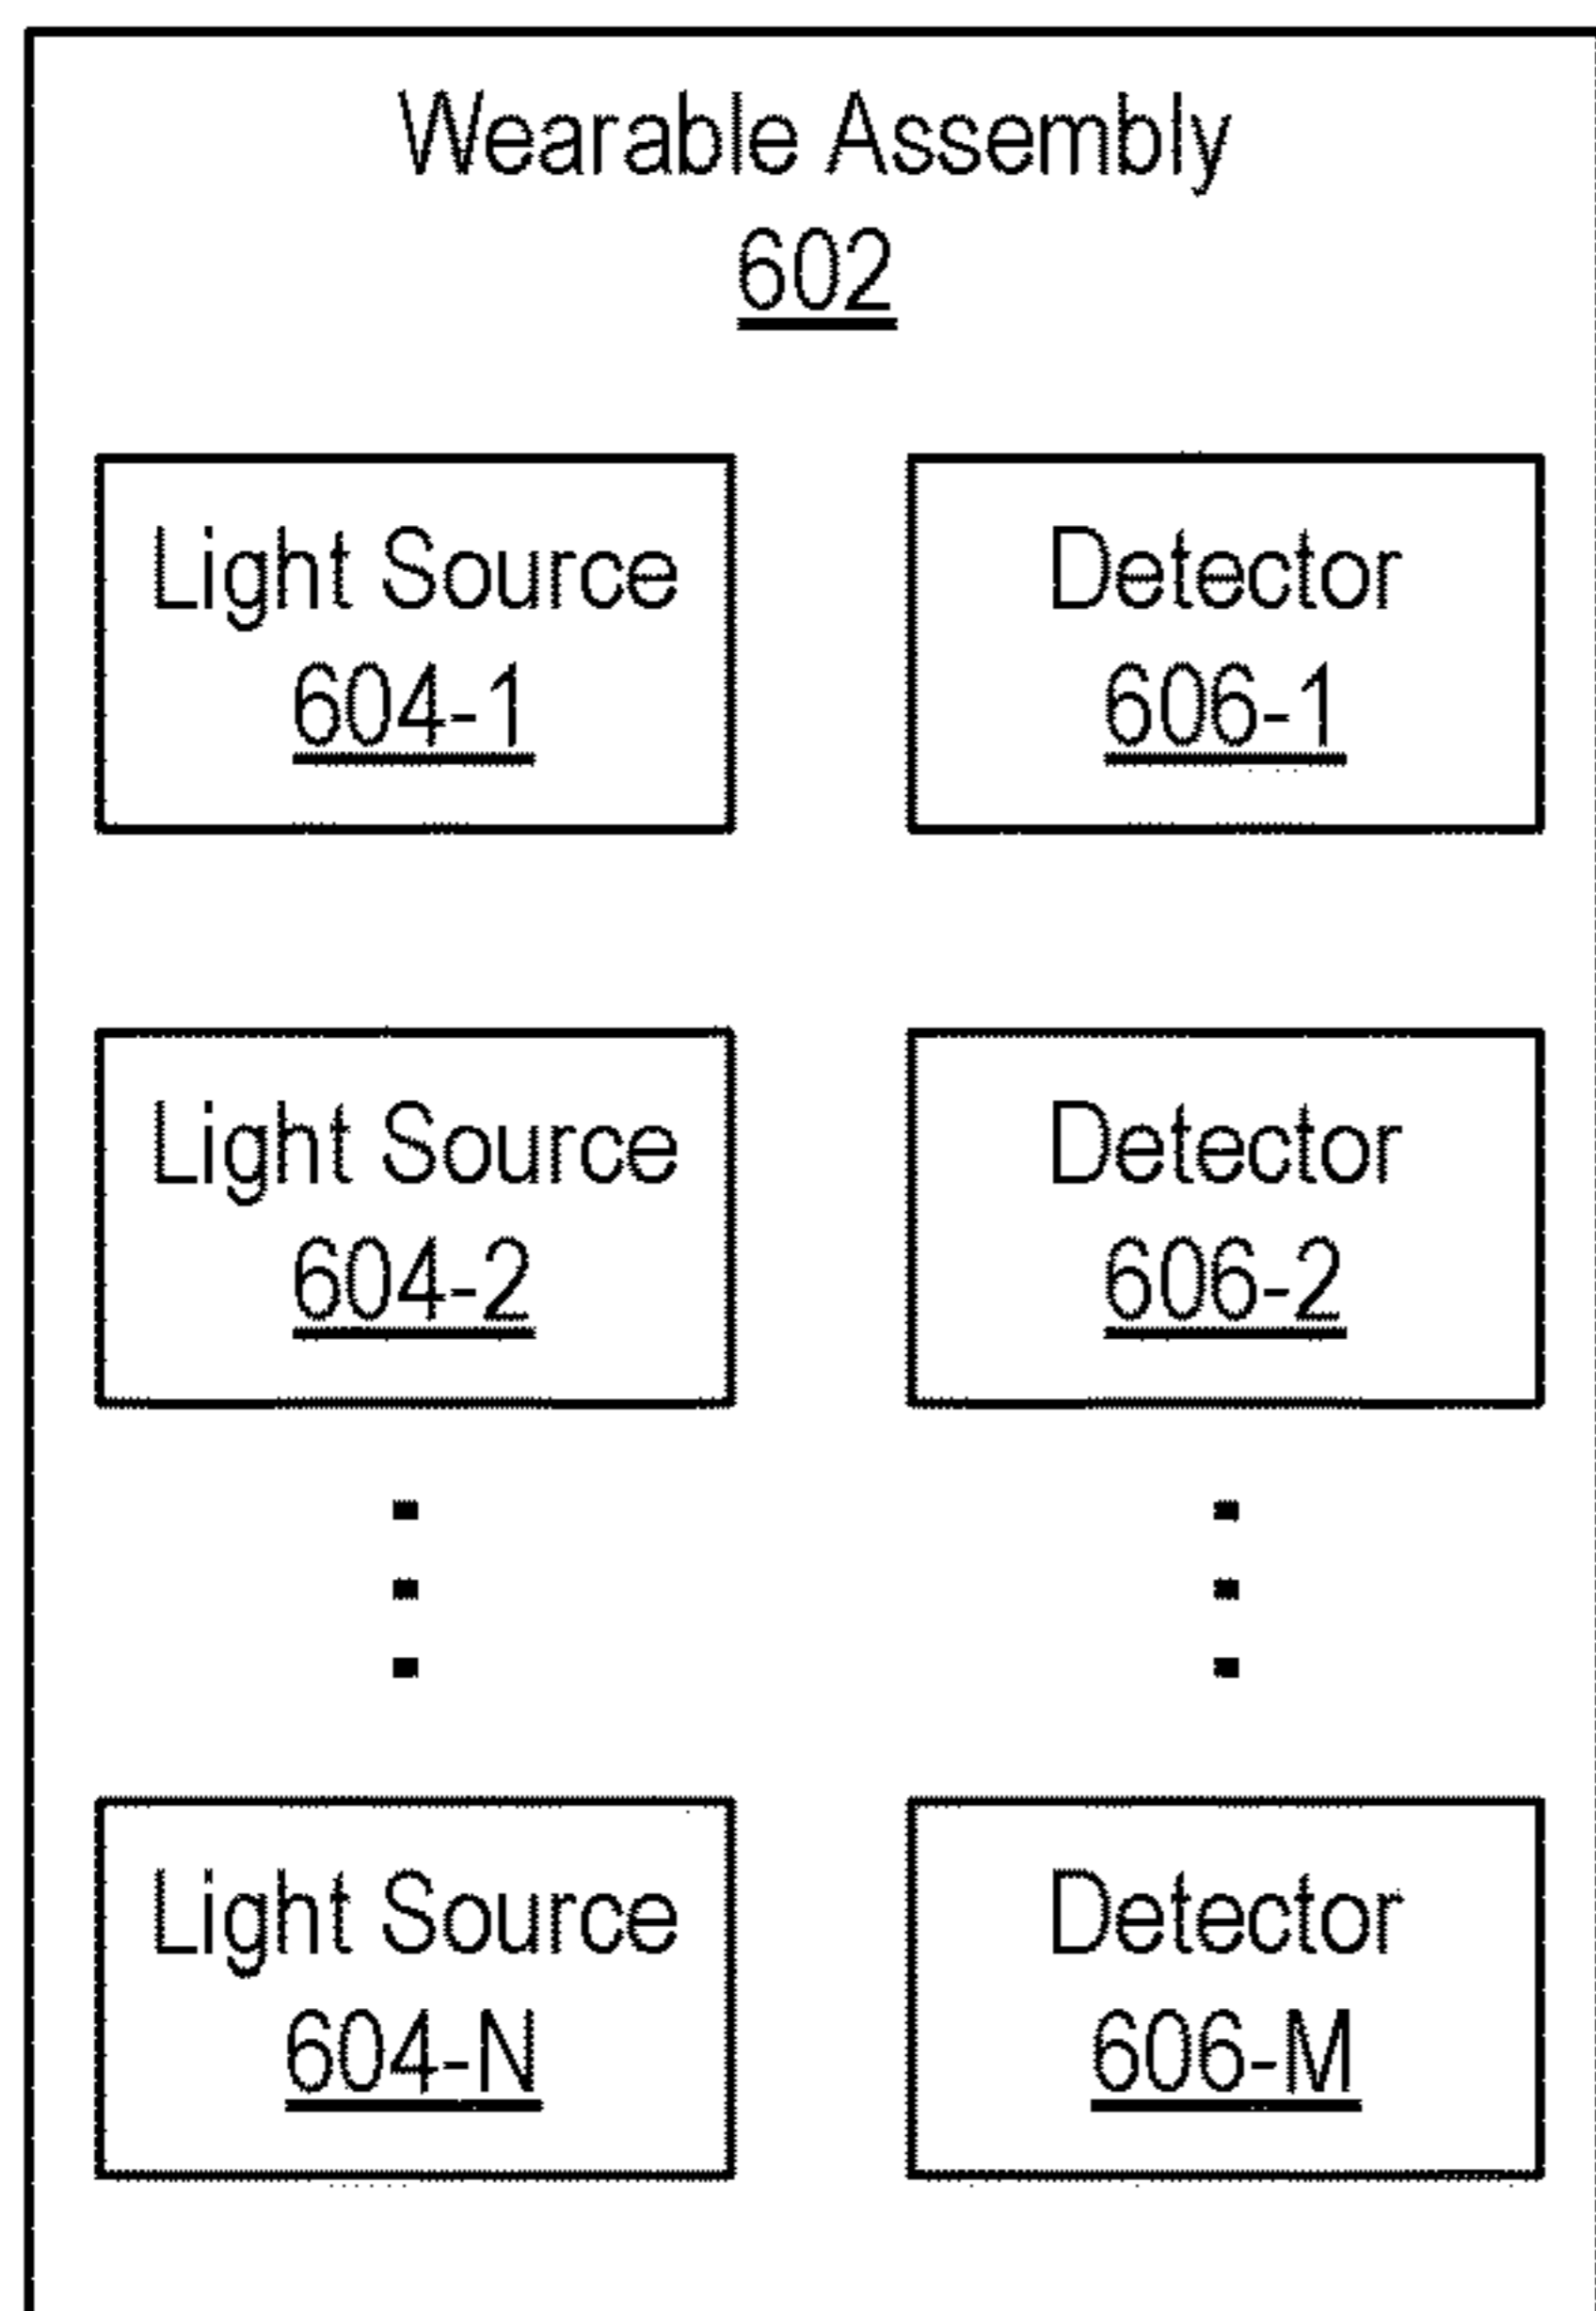 Wearable Assembly
602
Light Source
604-1
Detector
606-1
Light Source
604-2
Detector
606-2
Light Source
604-N
Detector
606-M